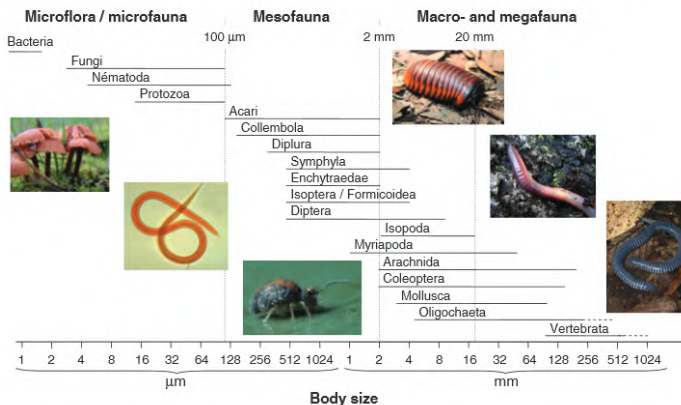 Microflora / microfauna Mesofauna Macro- and megafauna
100 µm 2 mm 20 mm
Bacteria
Fungi
Nématoda
Protozoa
Acari
Collembola
Diplura
Symphyla
Enchytraedae
Isoptera / Formicoidea
Diptera
Isopoda
Myriapoda
Arachnida
Coleoptera
Mollusca
Oligochaeta
Vertebrata
1 2 4 8 16 32 64 128 256 512 1024 1 2 4 8 16 32 64 128 256 512 1024
µm mm
Body size